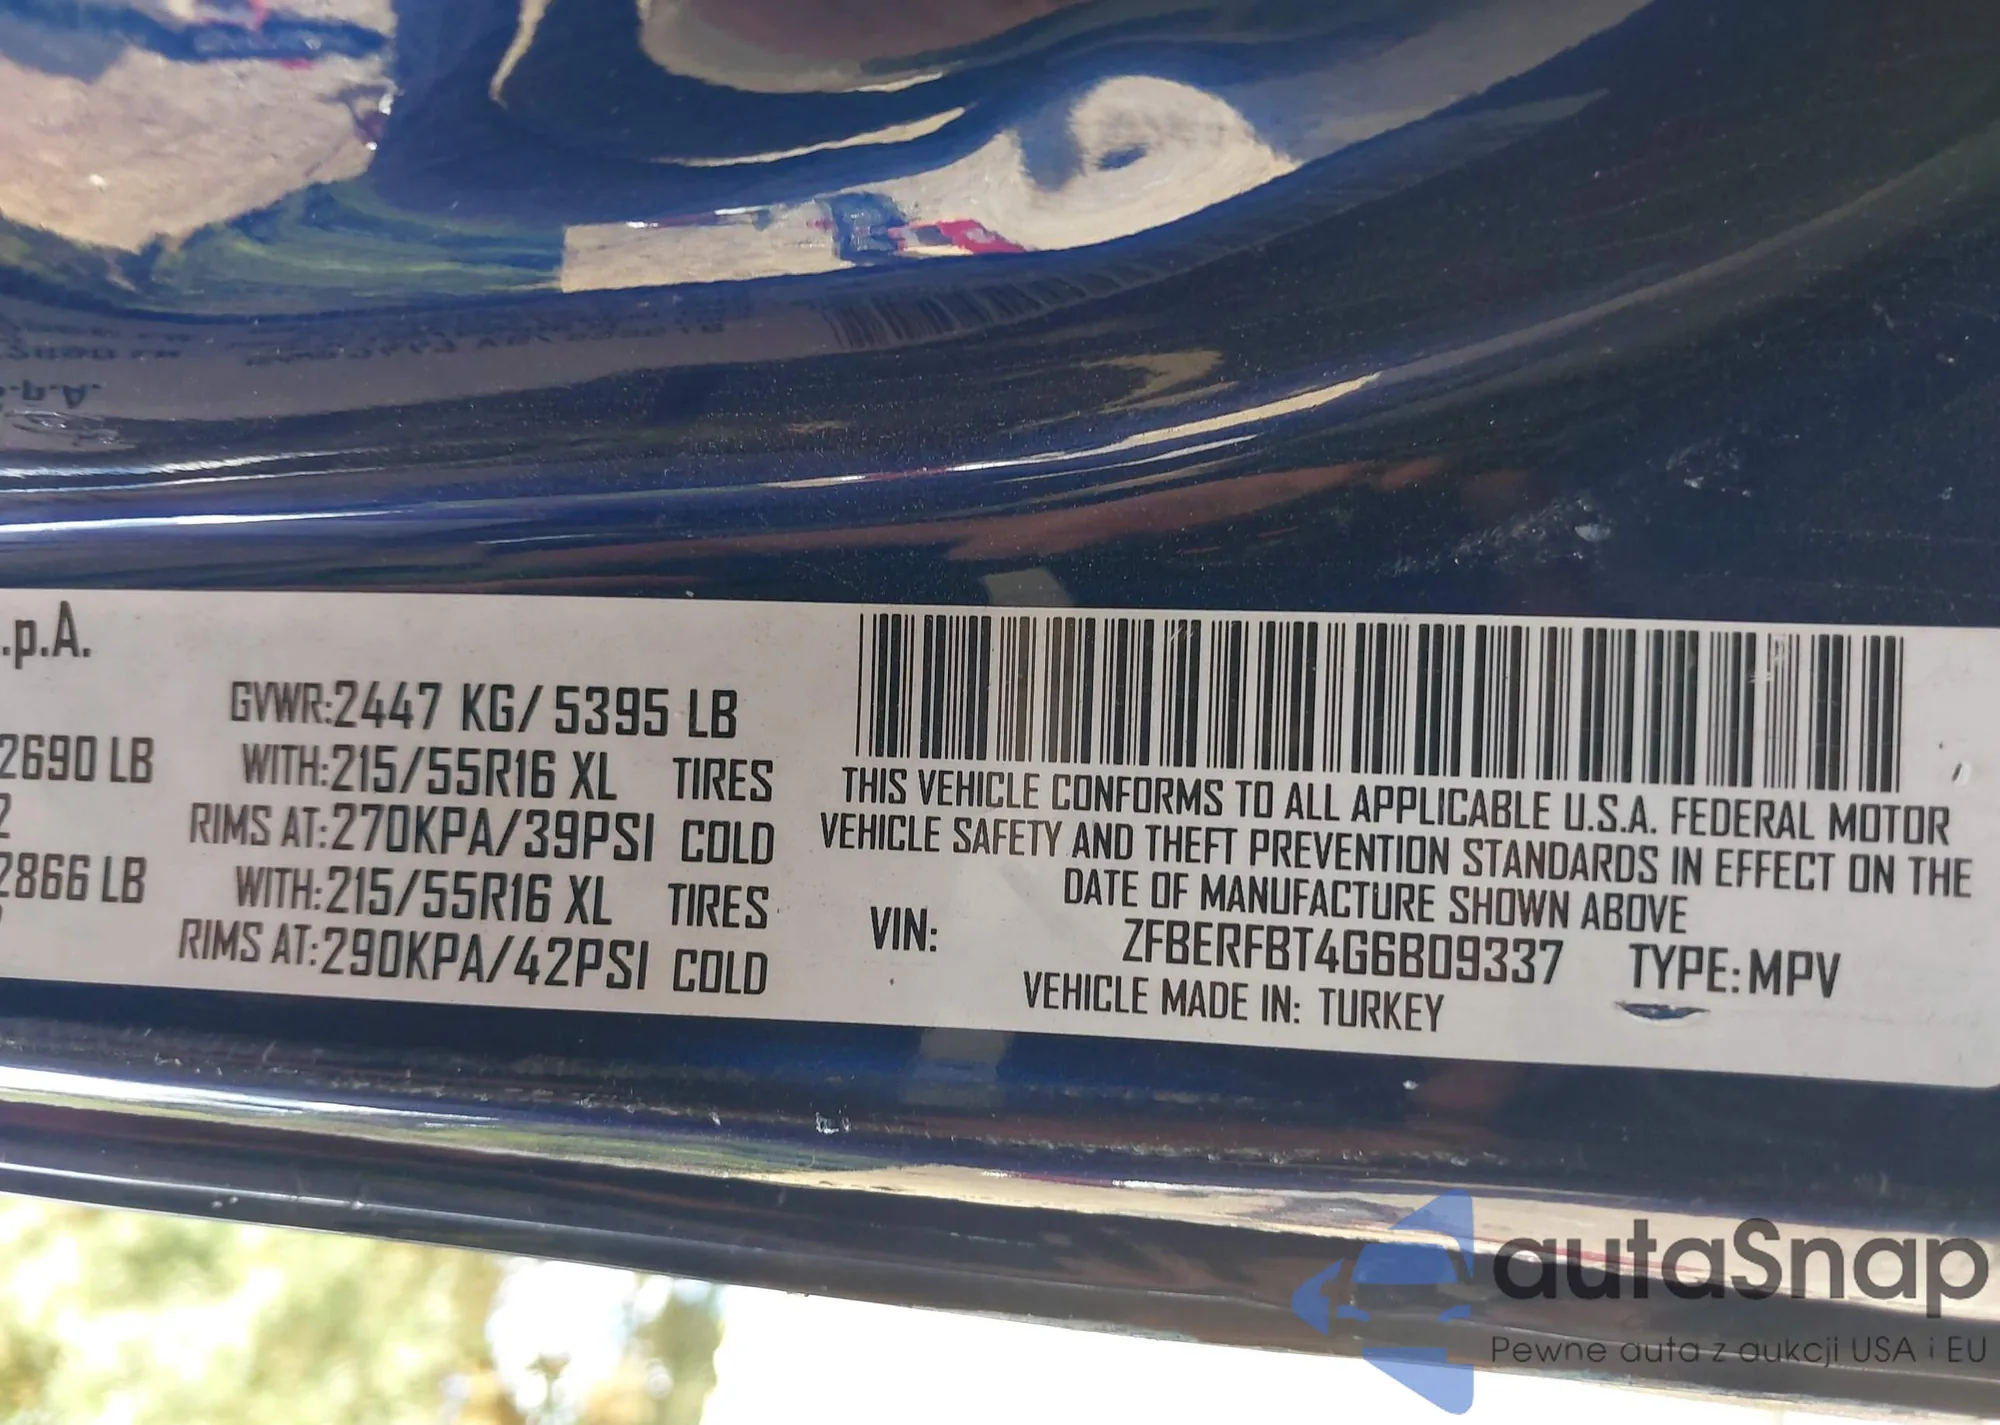 .p.A.
GVWR:2447 KG/ 5395 LB
2690 LB WITH:215/55R16 XL TIRES
2 RIMS AT:270KPA/39PSI COLD
2866 LB WITH:215/55R16 XL TIRES
RIMS AT:290KPA/42PSI COLD
THIS VEHICLE CONFORMS TO ALL APPLICABLE U.S.A. FEDERAL MOTOR
VEHICLE SAFETY AND THEFT PREVENTION STANDARDS IN EFFECT ON THE
DATE OF MANUFACTURE SHOWN ABOVE
VIN: ZFBERFBT4G6B09337 TYPE:MPV
VEHICLE MADE IN: TURKEY
autaSnap
Pewne auta z aukcji USA i EU